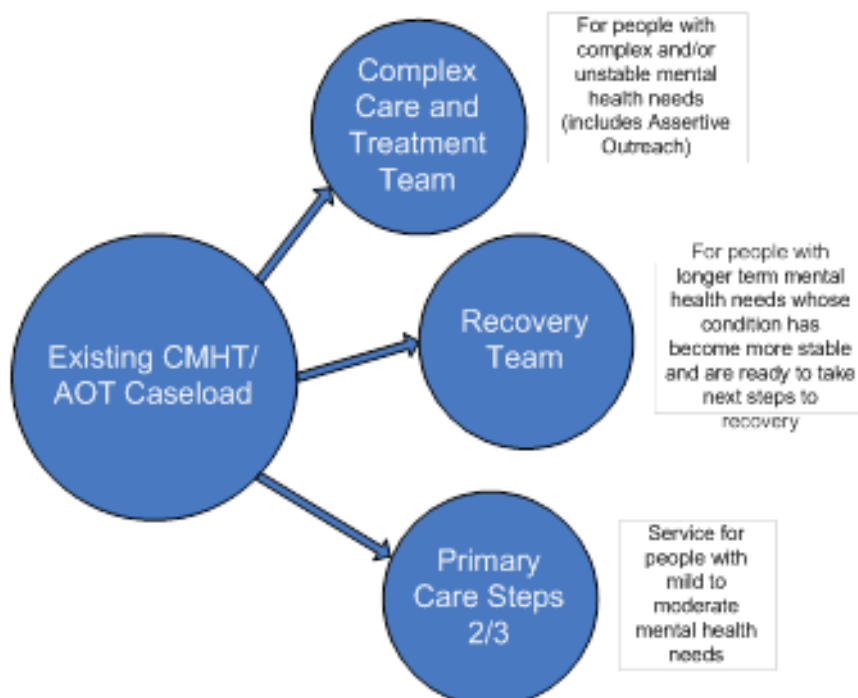 Complex
Care and
Treatment
Team
For people with
complex and/or
unstable mental
health needs
(includes Assertive
Outreach)
Existing CMHT/
AOT Caseload
Recovery
Team
For people with
longer term mental
health needs whose
condition has
become more stable
and are ready to take
next steps to
recovery
Primary
Care Steps
2/3
Service for
people with
mild to
moderate
mental health
needs